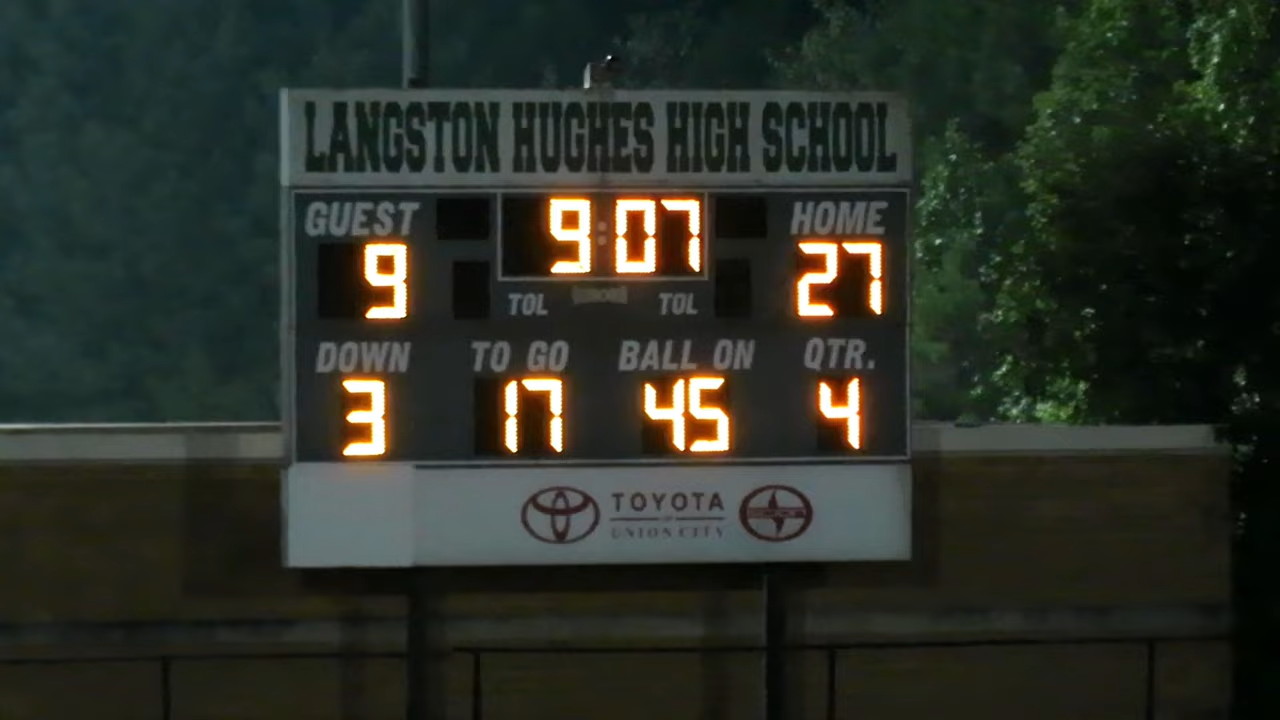 LANGSTON HUGHES HIGH SCHOOL
GUEST 9:07 HOME
9 27
TOL TOL
DOWN TO GO BALL ON QTR.
3 17 45 4
TOYOTA
UNION CITY